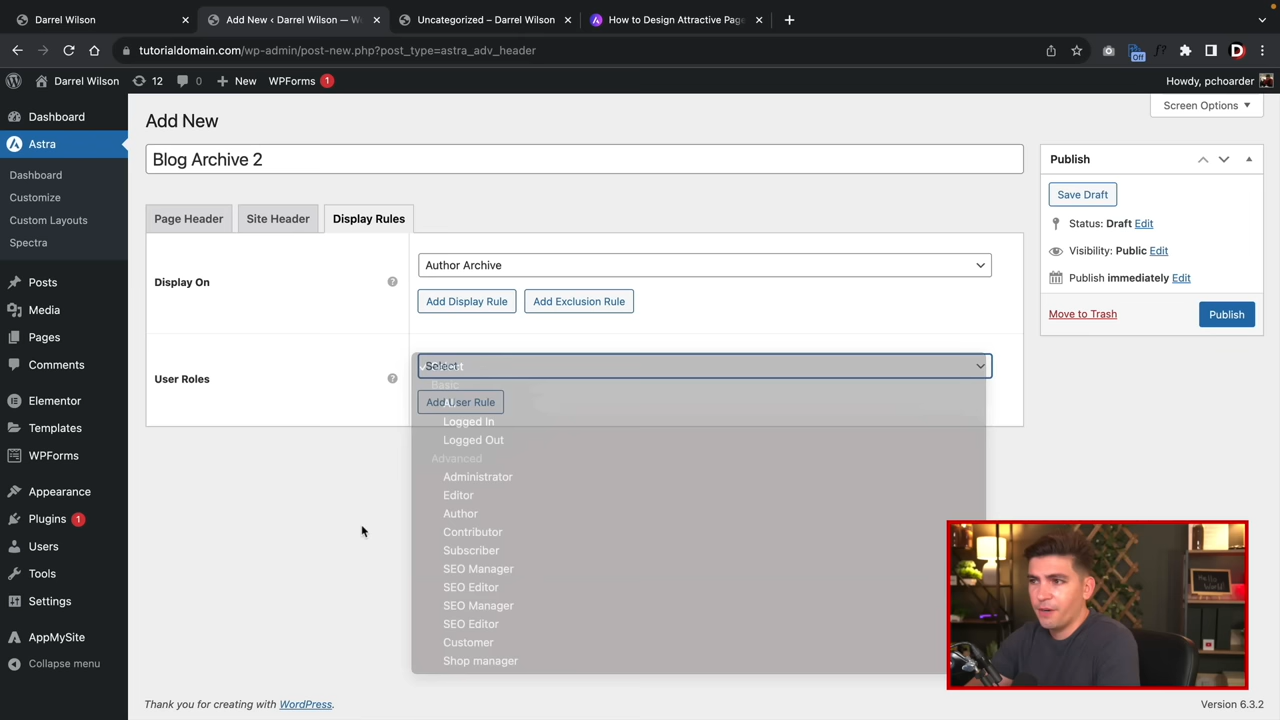 Darrel Wilson
Add New ‹ Darrel Wilson — W
Uncategorized – Darrel Wilson
How to Design Attractive Page
tutorialdomain.com/wp-admin/post-new.php?post_type=astra_adv_header
Off
D
Darrel Wilson
12
0
New
WPForms 1
Howdy, pchoarder
Dashboard
Astra
Dashboard
Customize
Custom Layouts
Spectra
Posts
Media
Pages
Comments
Elementor
Templates
WPForms
Appearance
Plugins 1
Users
Tools
Settings
AppMySite
Collapse menu
Screen Options
Add New
Blog Archive 2
Page Header
Site Header
Display Rules
Display On
Author Archive
Add Display Rule
Add Exclusion Rule
User Roles
Select
Basic
Add User Rule
Logged In
Logged Out
Advanced
Administrator
Editor
Author
Contributor
Subscriber
SEO Manager
SEO Editor
SEO Manager
SEO Editor
Customer
Shop manager
Publish
Save Draft
Status: Draft Edit
Visibility: Public Edit
Publish immediately Edit
Move to Trash
Publish
Hello
Thank you for creating with WordPress.
Version 6.3.2